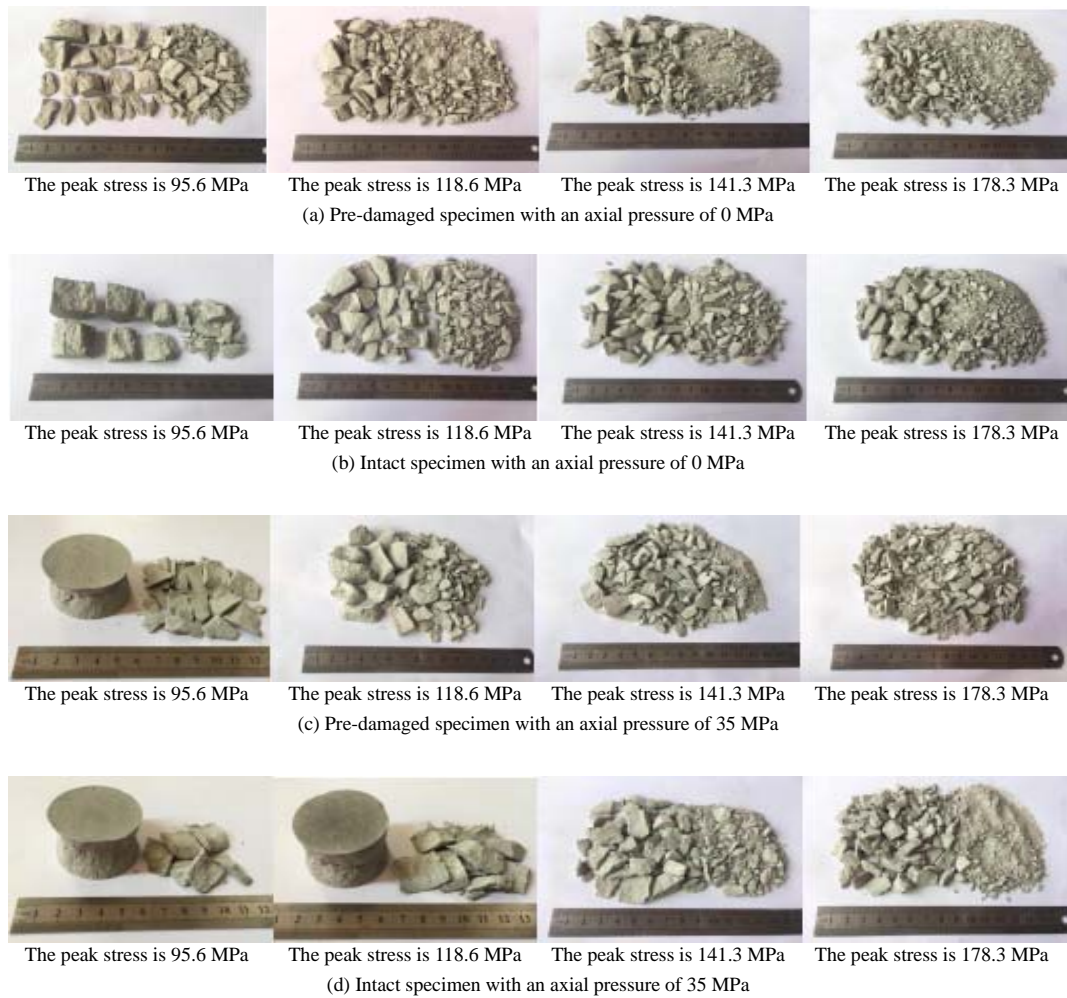 The peak stress is 95.6 MPa The peak stress is 118.6 MPa The peak stress is 141.3 MPa The peak stress is 178.3 MPa
(a) Pre-damaged specimen with an axial pressure of 0 MPa
The peak stress is 95.6 MPa The peak stress is 118.6 MPa The peak stress is 141.3 MPa The peak stress is 178.3 MPa
(b) Intact specimen with an axial pressure of 0 MPa
The peak stress is 95.6 MPa The peak stress is 118.6 MPa The peak stress is 141.3 MPa The peak stress is 178.3 MPa
(c) Pre-damaged specimen with an axial pressure of 35 MPa
The peak stress is 95.6 MPa The peak stress is 118.6 MPa The peak stress is 141.3 MPa The peak stress is 178.3 MPa
(d) Intact specimen with an axial pressure of 35 MPa